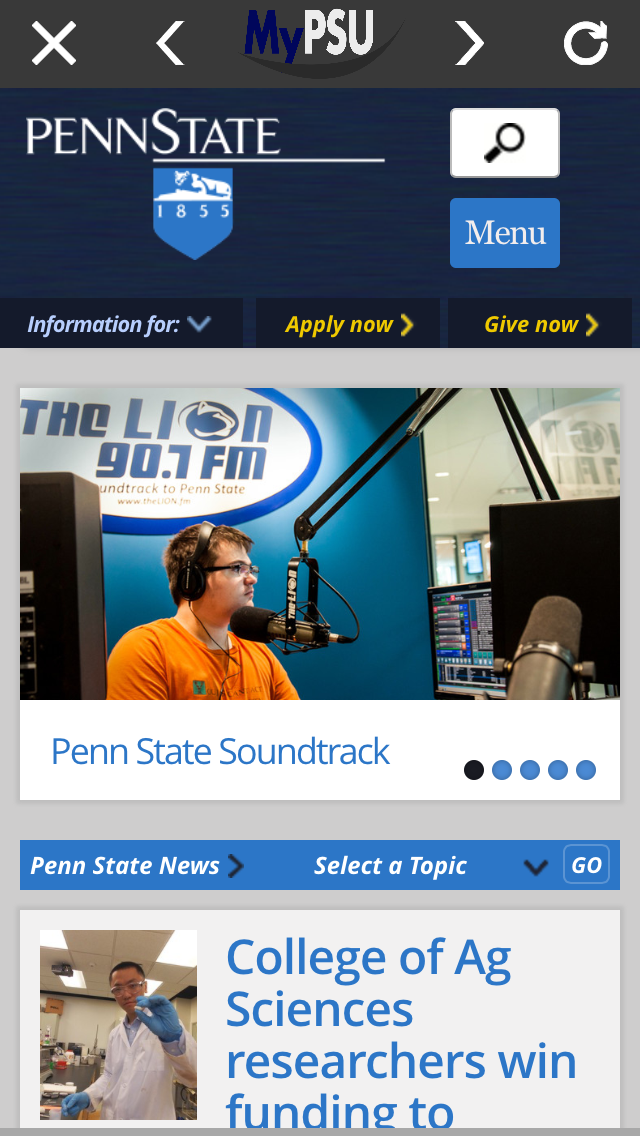 MyPSU
PENNSTATE
1855
Menu
Information for:
Apply now
Give now
THE LION
90.7 FM
undtrack to Penn State
www.theLION.fm
THE LION
Penn State Soundtrack
Penn State News
Select a Topic
GO
College of Ag
Sciences
researchers win
funding to